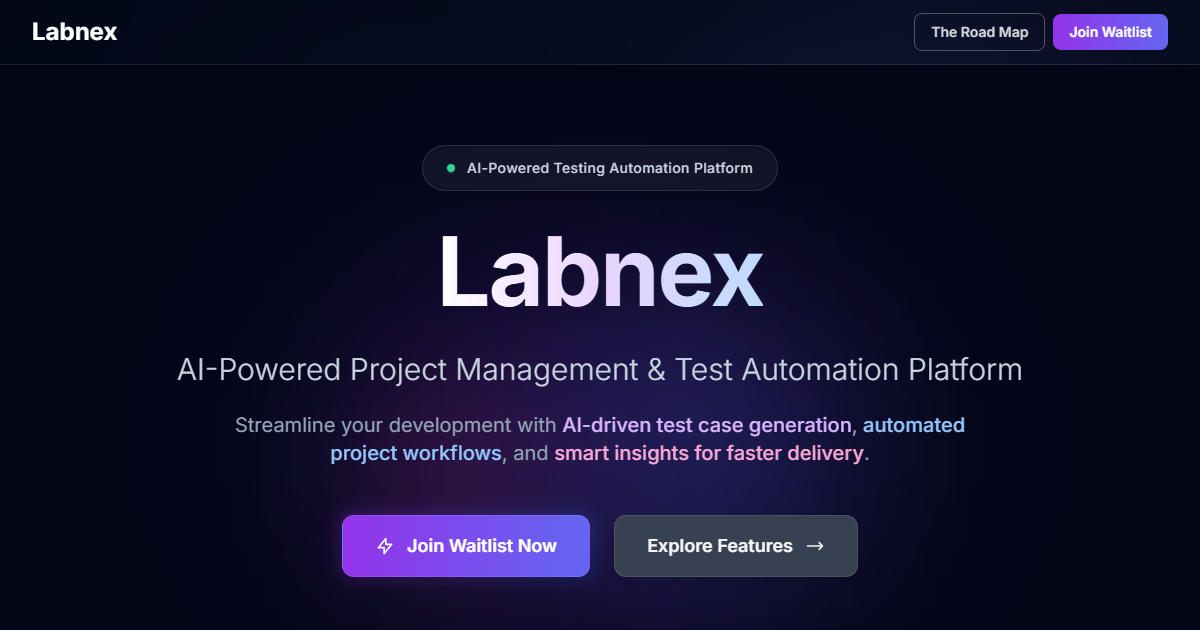 Labnex
The Road Map
Join Waitlist
AI-Powered Testing Automation Platform
Labnex
AI-Powered Project Management & Test Automation Platform
Streamline your development with AI-driven test case generation, automated
project workflows, and smart insights for faster delivery.
Join Waitlist Now
Explore Features →